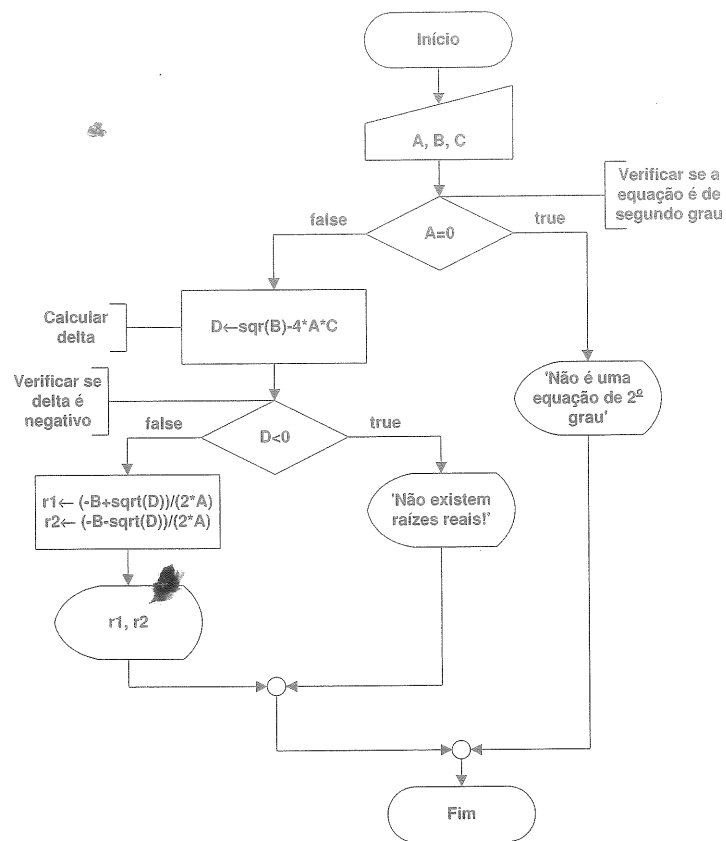 Início
A, B, C
Verificar se a
equação é de
segundo grau
false
true
A=0
Calcular
delta
D←sqr(B)-4*A*C
Verificar se
delta é
negativo
'Não é uma
equação de 2º
grau'
false
true
D<0
r1← (-B+sqrt(D))/(2*A)
r2← (-B-sqrt(D))/(2*A)
'Não existem
raízes reais!'
r1, r2
Fim